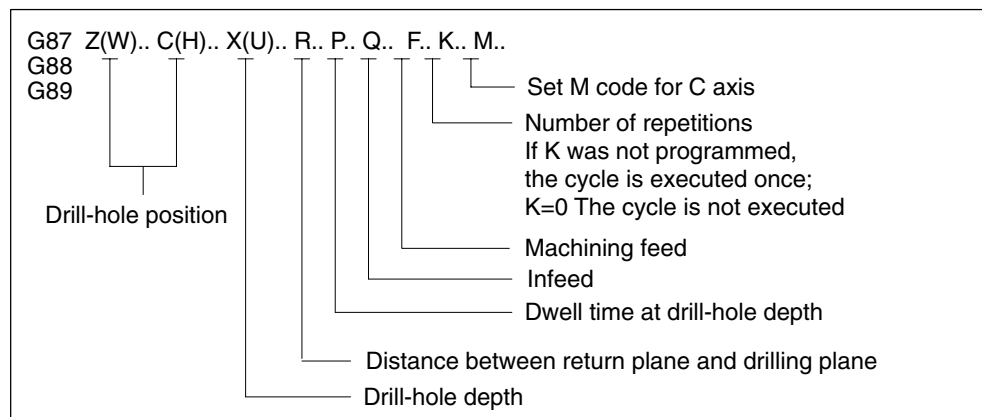 G87 Z(W).. C(H).. X(U).. R.. P.. Q.. F.. K.. M..
G88
G89
Set M code for C axis
Number of repetitions
If K was not programmed,
the cycle is executed once;
K=0 The cycle is not executed
Drill-hole position
Machining feed
Infeed
Dwell time at drill-hole depth
Distance between return plane and drilling plane
Drill-hole depth